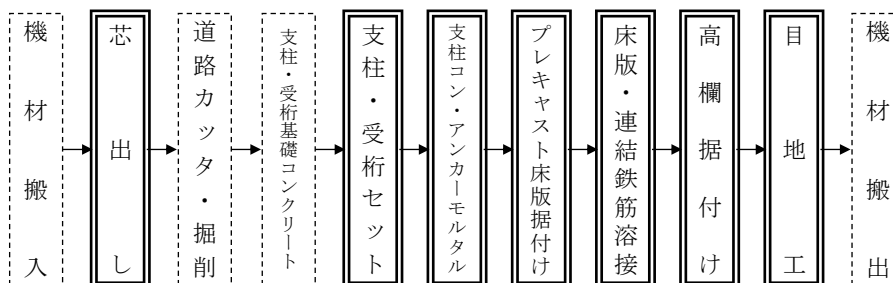 機材搬入
芯出し
道路カッタ・掘削
支柱・受桁基礎コンクリート
支柱・受桁セット
支柱コン・アンカーモルタル
プレキャスト床版据付け
床版・連結鉄筋溶接
高欄据付け
目地工
機材搬出